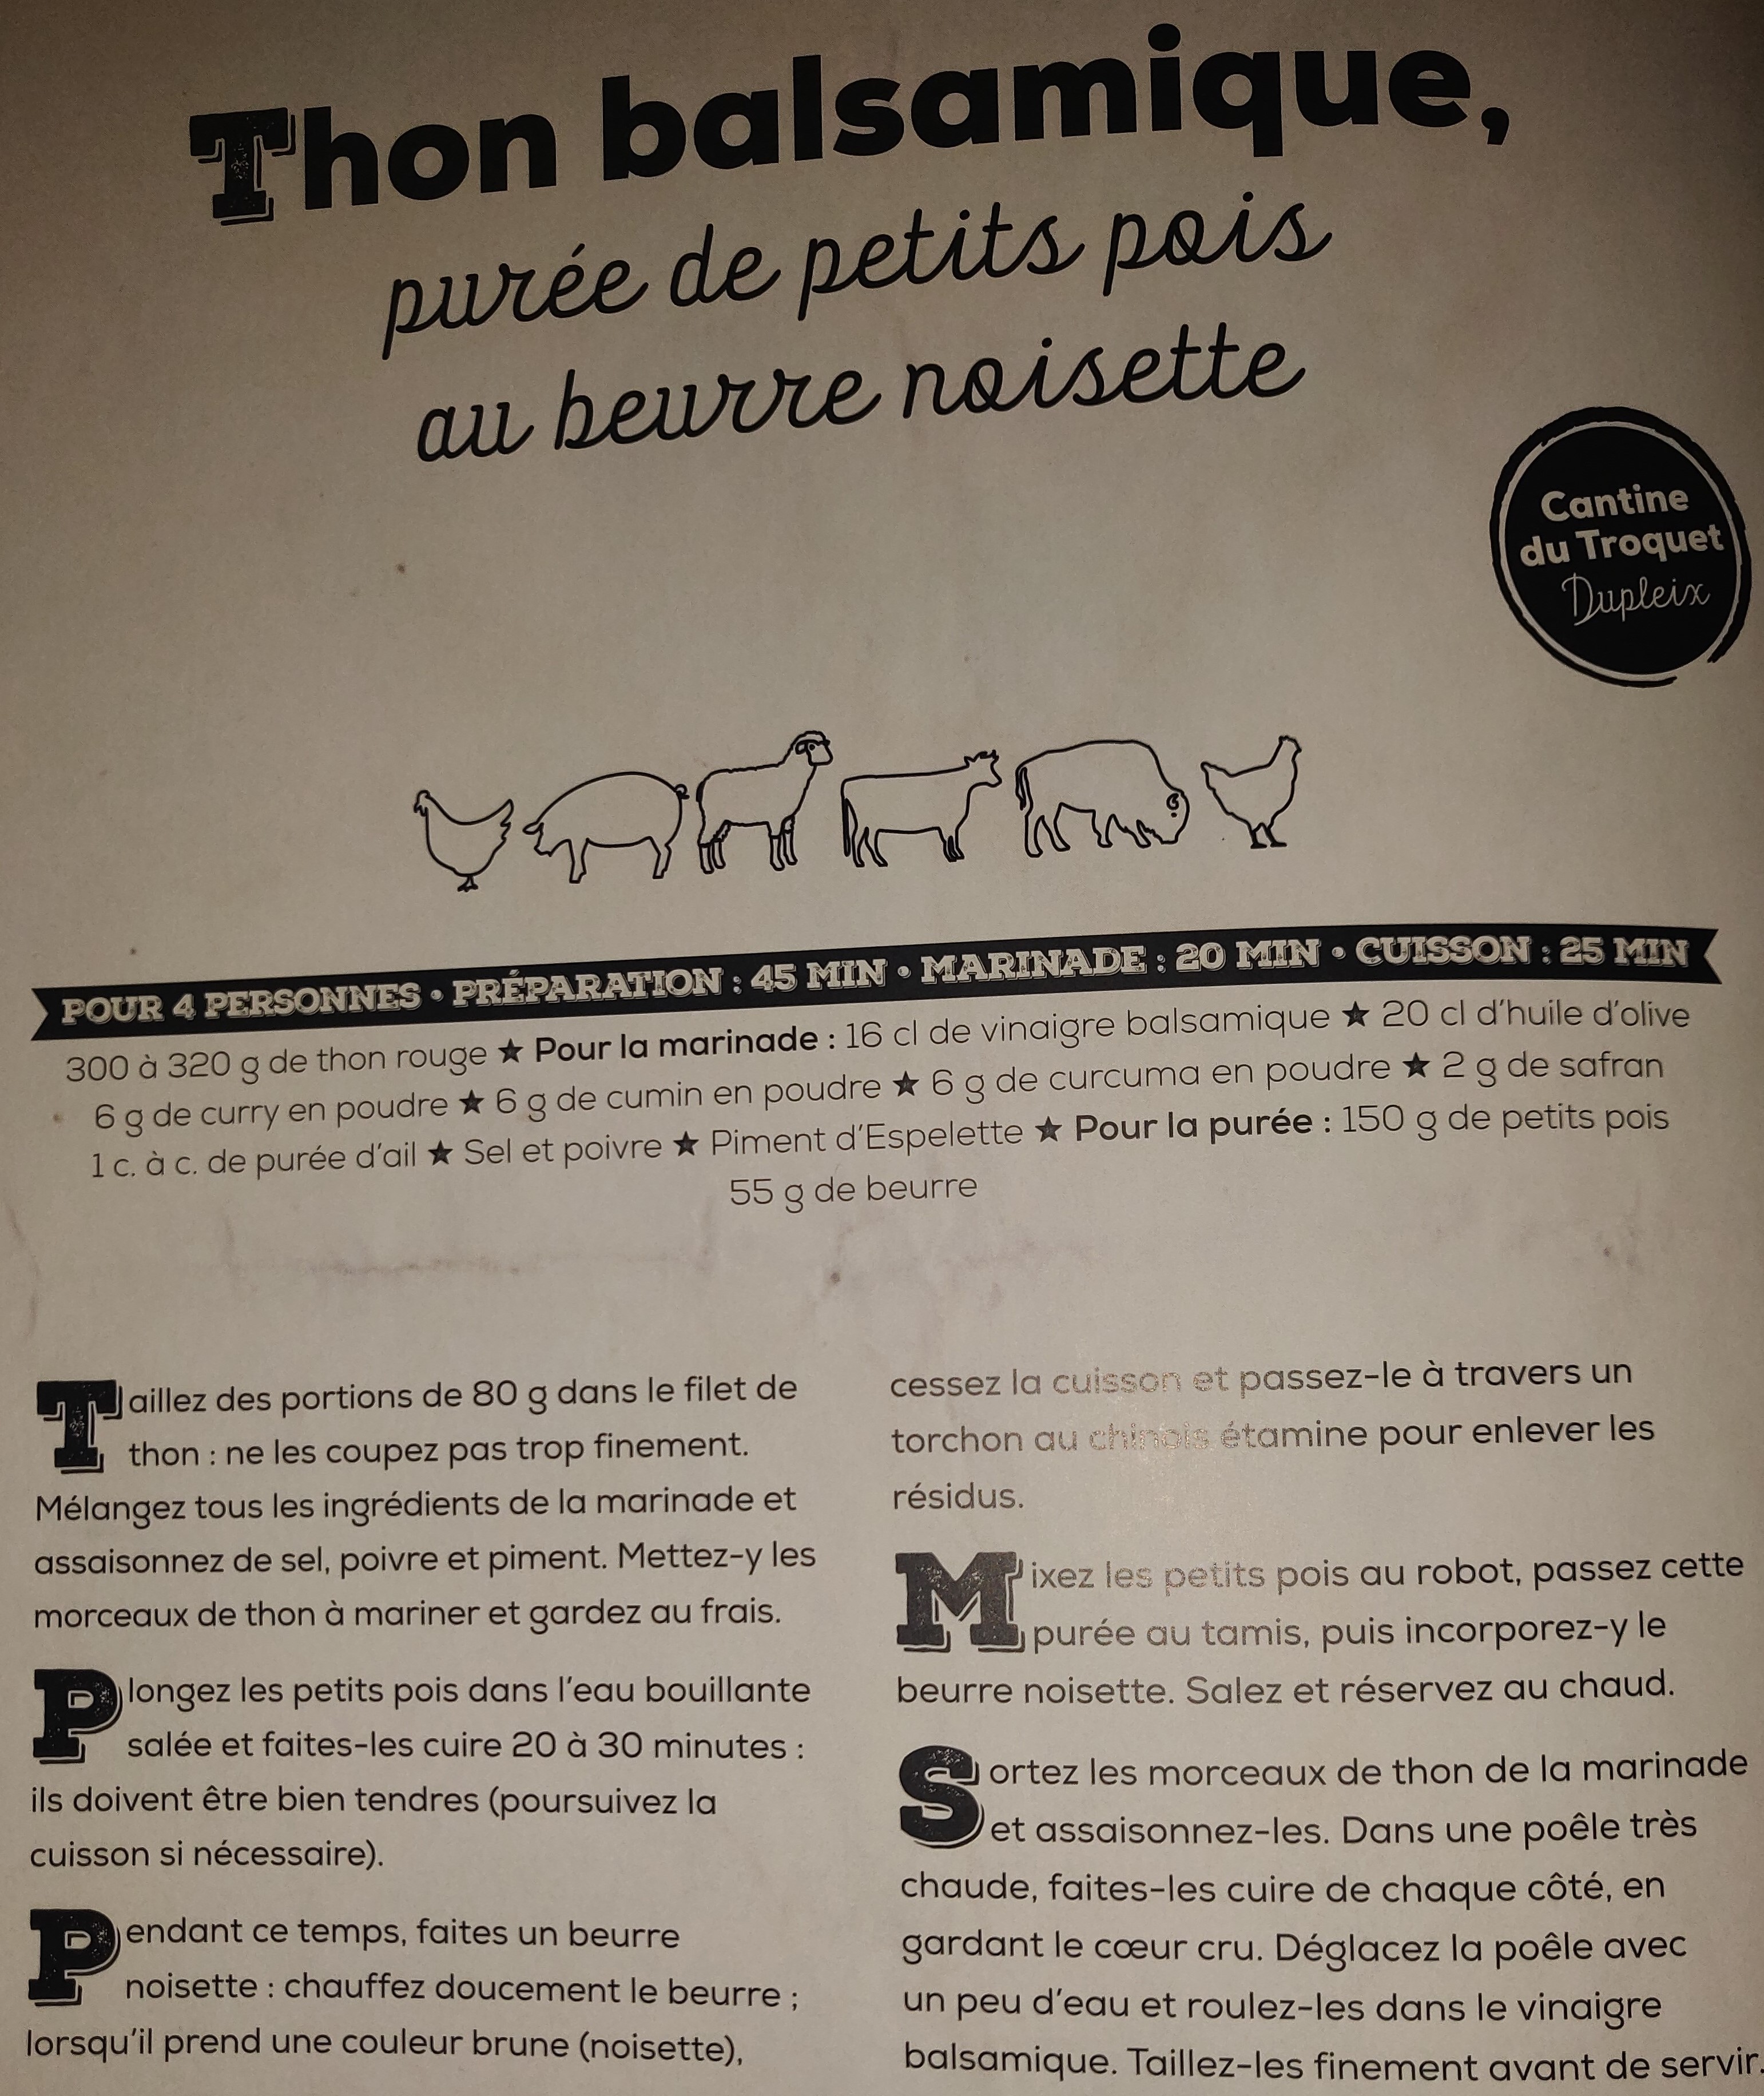 Thon balsamique,
purée de petits pois
au beurre noisette
Cantine
du Troquet
Dupleix
POUR 4 PERSONNES • PRÉPARATION : 45 MIN • MARINADE : 20 MIN • CUISSON : 25 MIN
300 à 320 g de thon rouge ★ Pour la marinade : 16 cl de vinaigre balsamique ★ 20 cl d'huile d'olive
6 g de curry en poudre ★ 6 g de cumin en poudre ★ 6 g de curcuma en poudre ★ 2 g de safran
1 c. à c. de purée d'ail ★ Sel et poivre ★ Piment d'Espelette ★ Pour la purée : 150 g de petits pois
55 g de beurre
Taillez des portions de 80 g dans le filet de
thon : ne les coupez pas trop finement.
Mélangez tous les ingrédients de la marinade et
assaisonnez de sel, poivre et piment. Mettez-y les
morceaux de thon à mariner et gardez au frais.
Plongez les petits pois dans l'eau bouillante
salée et faites-les cuire 20 à 30 minutes :
ils doivent être bien tendres (poursuivez la
cuisson si nécessaire).
Pendant ce temps, faites un beurre
noisette : chauffez doucement le beurre ;
lorsqu'il prend une couleur brune (noisette),
cessez la cuisson et passez-le à travers un
torchon au chinois étamine pour enlever les
résidus.
Mixez les petits pois au robot, passez cette
purée au tamis, puis incorporez-y le
beurre noisette. Salez et réservez au chaud.
Sortez les morceaux de thon de la marinade
et assaisonnez-les. Dans une poêle très
chaude, faites-les cuire de chaque côté, en
gardant le cœur cru. Déglacez la poêle avec
un peu d'eau et roulez-les dans le vinaigre
balsamique. Taillez-les finement avant de servir.